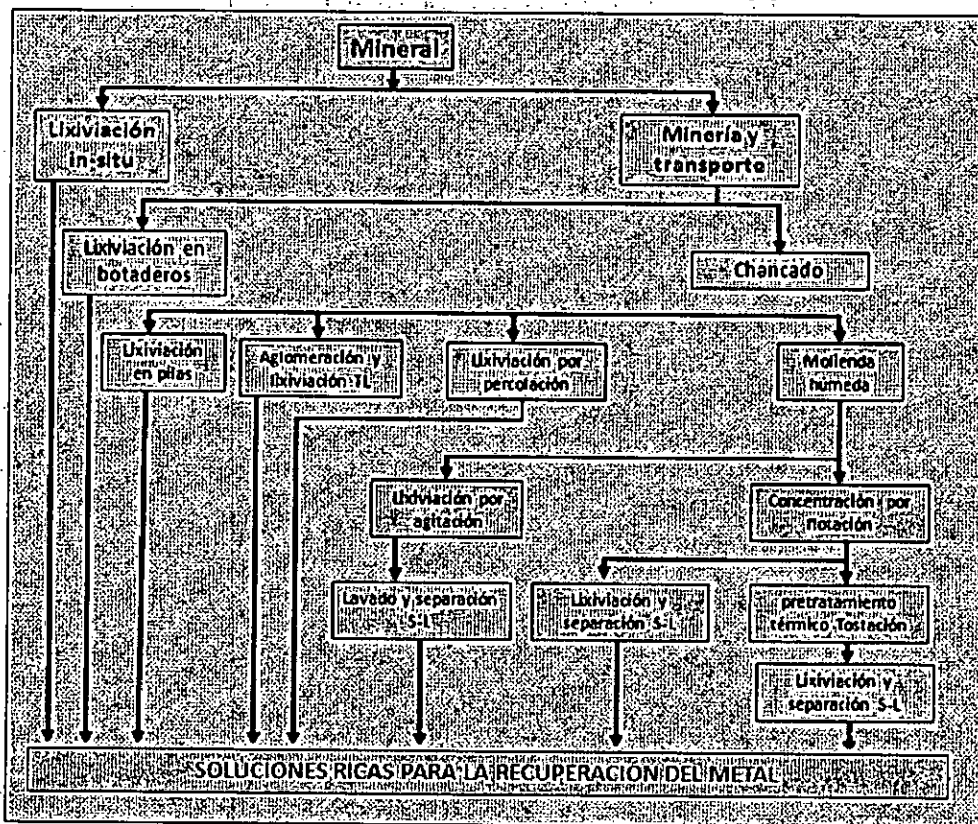 Mineral
Lixiviación
in-situ
Minería y
transporto
Lixiviación en
botaderos
Chancado
Lixiviación
en pilas
Aglomeración y
lixiviación TL
Lixiviación por
percolación
Molienda
húmeda
Lixiviación por
agitación
Concentración por
flotación
Lavado y separación
S-L
Lixiviación y
separación S-L
pretratamiento
térmico Tostación
Lixiviación y
separación S-L
SOLUCIONES RICAS PARA LA RECUPERACION DEL METAL